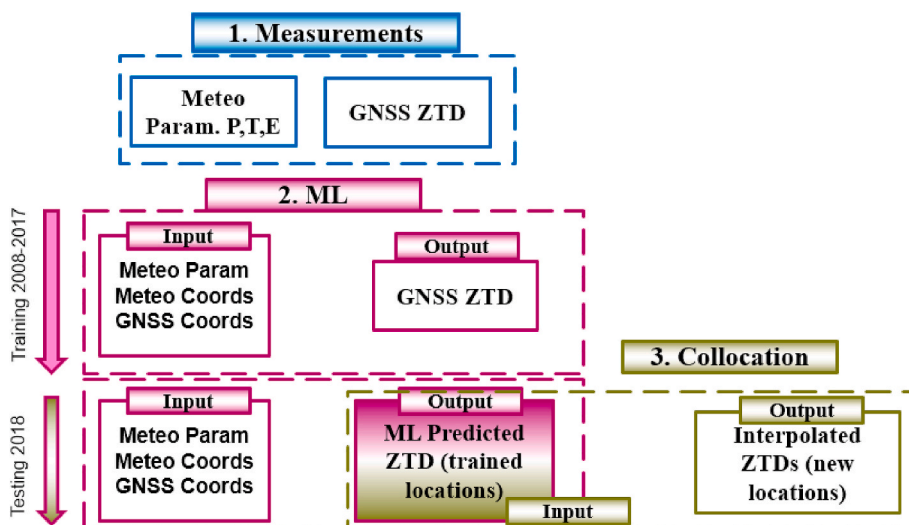 1. Measurements
Meteo
Param. P,T,E
GNSS ZTD
2. ML
Training 2008-2017
Input
Meteo Param
Meteo Coords
GNSS Coords
Output
GNSS ZTD
3. Collocation
Testing 2018
Input
Meteo Param
Meteo Coords
GNSS Coords
Output
ML Predicted
ZTD (trained
locations)
Input
Output
Interpolated
ZTDs (new
locations)